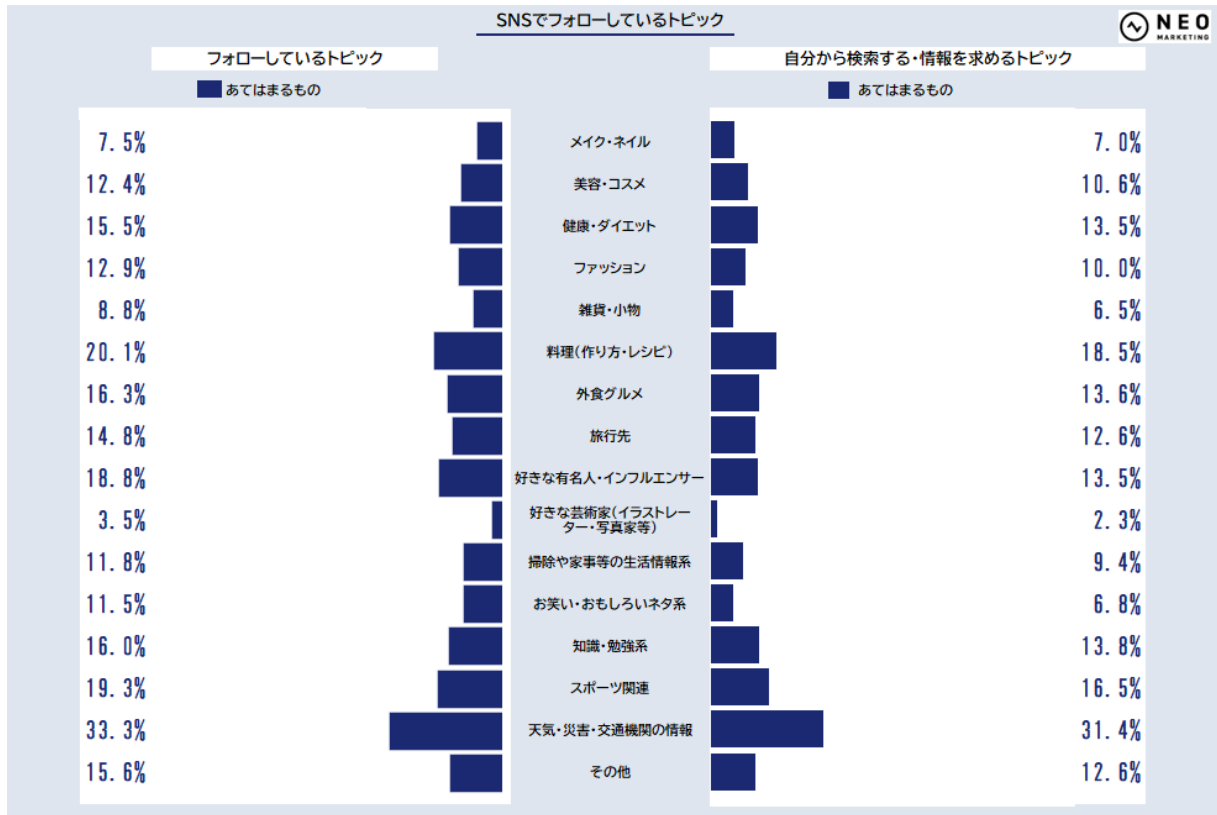 SNSでフォローしているトピック
NEO
MARKETING
フォローしているトピック
自分から検索する・情報を求めるトピック
あてはまるもの
あてはまるもの
7.5% メイク・ネイル 7.0%
12.4% 美容・コスメ 10.6%
15.5% 健康・ダイエット 13.5%
12.9% ファッション 10.0%
8.8% 雑貨・小物 6.5%
20.1% 料理(作り方・レシピ) 18.5%
16.3% 外食グルメ 13.6%
14.8% 旅行先 12.6%
18.8% 好きな有名人・インフルエンサー 13.5%
3.5% 好きな芸術家(イラストレー
ター・写真家等) 2.3%
11.8% 掃除や家事等の生活情報系 9.4%
11.5% お笑い・おもしろいネタ系 6.8%
16.0% 知識・勉強系 13.8%
19.3% スポーツ関連 16.5%
33.3% 天気・災害・交通機関の情報 31.4%
15.6% その他 12.6%